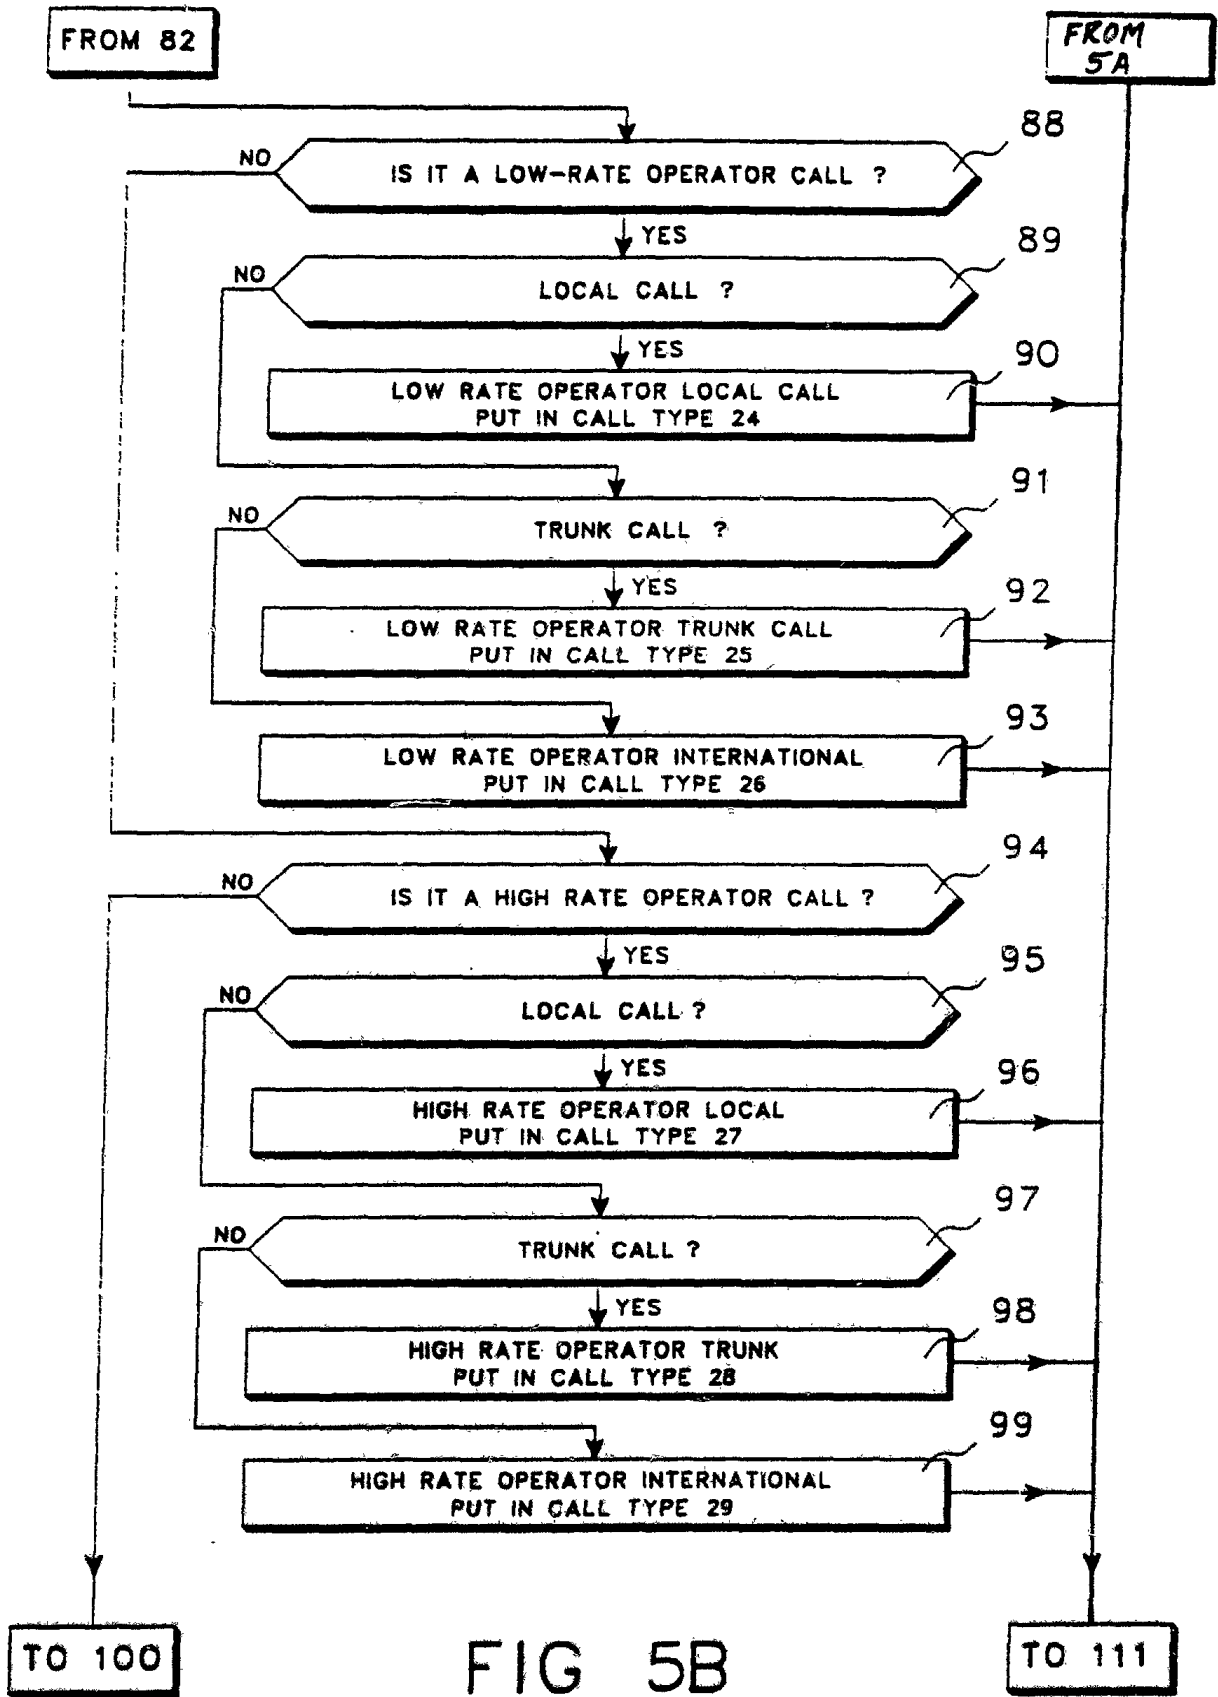 FROM 82
FROM
5A
88
NO
IS IT A LOW-RATE OPERATOR CALL ?
YES
89
NO
LOCAL CALL ?
YES
90
LOW RATE OPERATOR LOCAL CALL
PUT IN CALL TYPE 24
91
NO
TRUNK CALL ?
YES
92
LOW RATE OPERATOR TRUNK CALL
PUT IN CALL TYPE 25
93
LOW RATE OPERATOR INTERNATIONAL
PUT IN CALL TYPE 26
94
NO
IS IT A HIGH RATE OPERATOR CALL ?
YES
95
NO
LOCAL CALL ?
YES
96
HIGH RATE OPERATOR LOCAL
PUT IN CALL TYPE 27
97
NO
TRUNK CALL ?
YES
98
HIGH RATE OPERATOR TRUNK
PUT IN CALL TYPE 28
99
HIGH RATE OPERATOR INTERNATIONAL
PUT IN CALL TYPE 29
TO 100
FIG 5B
TO 111